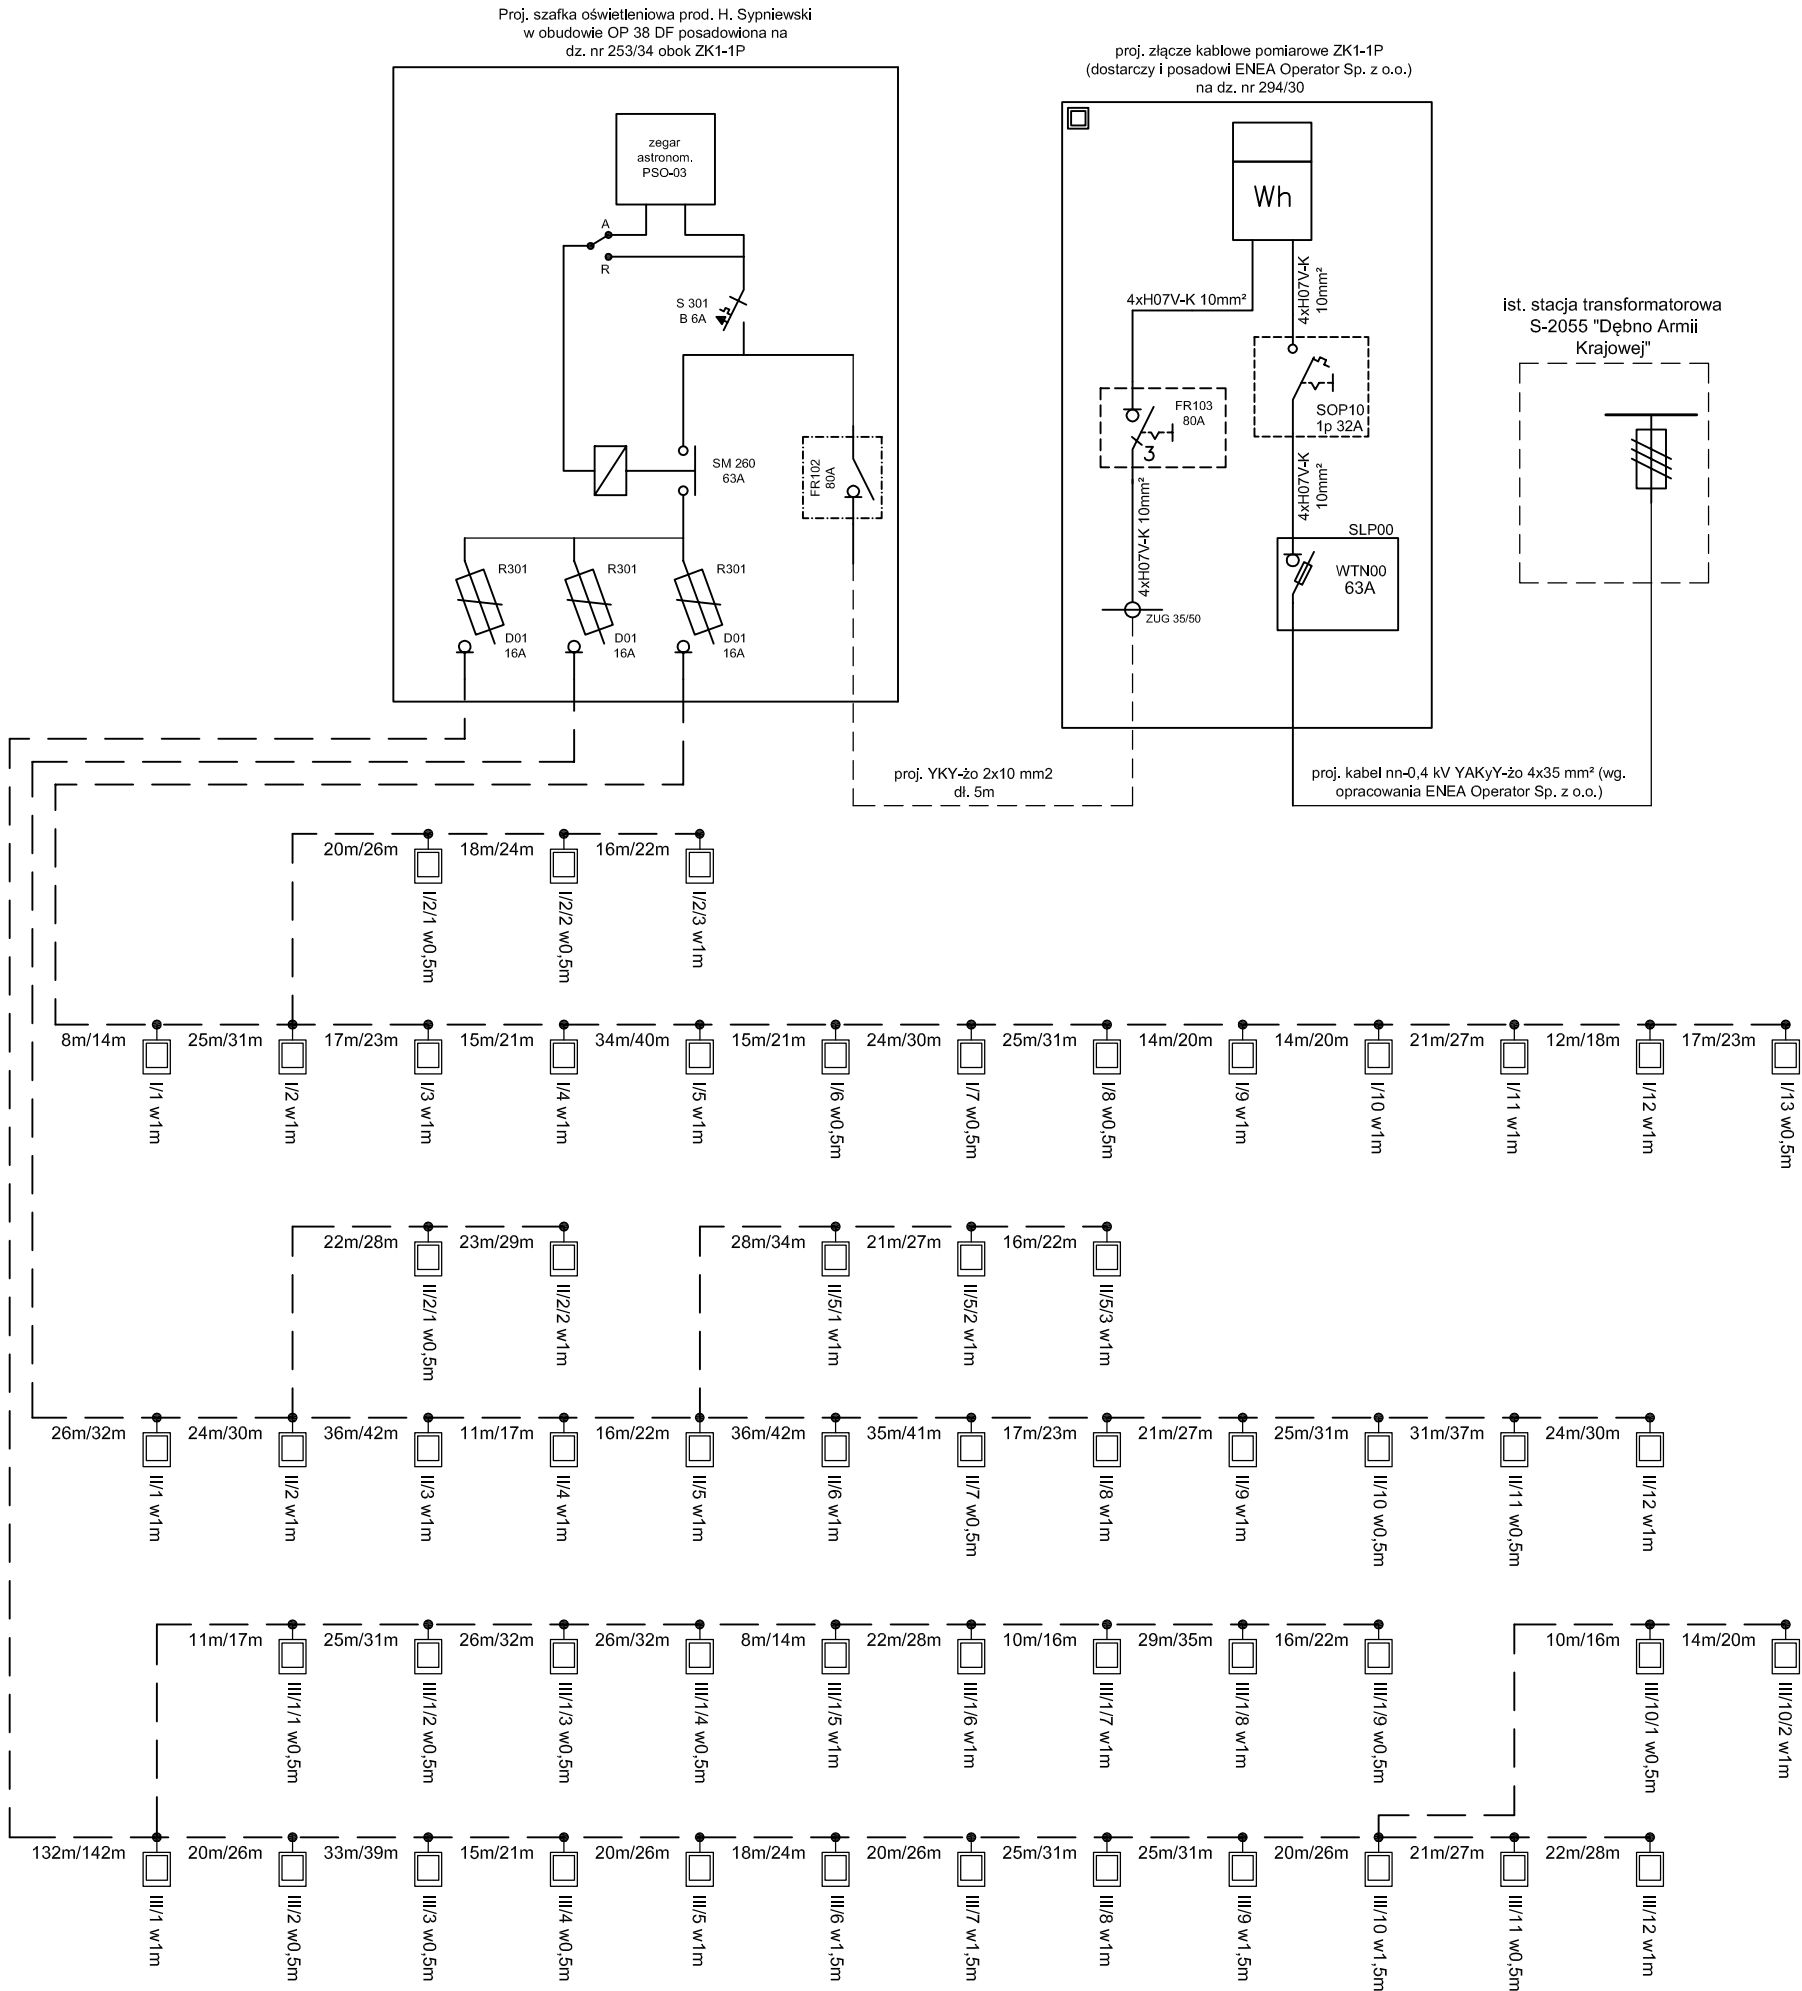 Proj. szafka oświetleniowa prod. H. Sypniewski
w obudowie OP 38 DF posadowiona na
dz. nr 253/34 obok ZK1-1P
zegar
astronom.
PSO-03
A
R
S 301
B 6A
SM 260
63A
FR102
80A
R301
R301
R301
D01
16A
D01
16A
D01
16A
proj. złącze kablowe pomiarowe ZK1-1P
(dostarczy i posadowi ENEA Operator Sp. z o.o.)
na dz. nr 294/30
Wh
4xH07V-K 10mm²
4xH07V-K
10mm²
FR103
80A
3
SOP10
1p 32A
4xH07V-K 10mm²
4xH07V-K
10mm²
SLP00
WTN00
63A
ZUG 35/50
ist. stacja transformatorowa
S-2055 "Dębno Armii
Krajowej"
proj. YKY-żo 2x10 mm2
dł. 5m
proj. kabel nn-0,4 kV YAKyY-żo 4x35 mm² (wg.
opracowania ENEA Operator Sp. z o.o.)
20m/26m 18m/24m 16m/22m
I/2/1 w0,5m
I/2/2 w0,5m
I/2/3 w1m
8m/14m 25m/31m 17m/23m 15m/21m 34m/40m 15m/21m 24m/30m 25m/31m 14m/20m 14m/20m 21m/27m 12m/18m 17m/23m
I/1 w1m
I/2 w1m
I/3 w1m
I/4 w1m
I/5 w1m
I/6 w0,5m
I/7 w0,5m
I/8 w0,5m
I/9 w1m
I/10 w1m
I/11 w1m
I/12 w1m
I/13 w0,5m
22m/28m 23m/29m 28m/34m 21m/27m 16m/22m
II/2/1 w0,5m
II/2/2 w1m
II/5/1 w1m
II/5/2 w1m
II/5/3 w1m
26m/32m 24m/30m 36m/42m 11m/17m 16m/22m 36m/42m 35m/41m 17m/23m 21m/27m 25m/31m 31m/37m 24m/30m
II/1 w1m
II/2 w1m
II/3 w1m
II/4 w1m
II/5 w1m
II/6 w1m
II/7 w0,5m
II/8 w1m
II/9 w1m
II/10 w0,5m
II/11 w0,5m
II/12 w1m
11m/17m 25m/31m 26m/32m 26m/32m 8m/14m 22m/28m 10m/16m 29m/35m 16m/22m 10m/16m 14m/20m
III/1/1 w0,5m
III/1/2 w0,5m
III/1/3 w0,5m
III/1/4 w0,5m
III/1/5 w1m
III/1/6 w1m
III/1/7 w1m
III/1/8 w1m
III/1/9 w0,5m
III/10/1 w0,5m
III/10/2 w1m
132m/142m 20m/26m 33m/39m 15m/21m 20m/26m 18m/24m 20m/26m 25m/31m 25m/31m 20m/26m 21m/27m 22m/28m
III/1 w1m
III/2 w0,5m
III/3 w0,5m
III/4 w0,5m
III/5 w1m
III/6 w1,5m
III/7 w1,5m
III/8 w1m
III/9 w1,5m
III/10 w1,5m
III/11 w0,5m
III/12 w1m